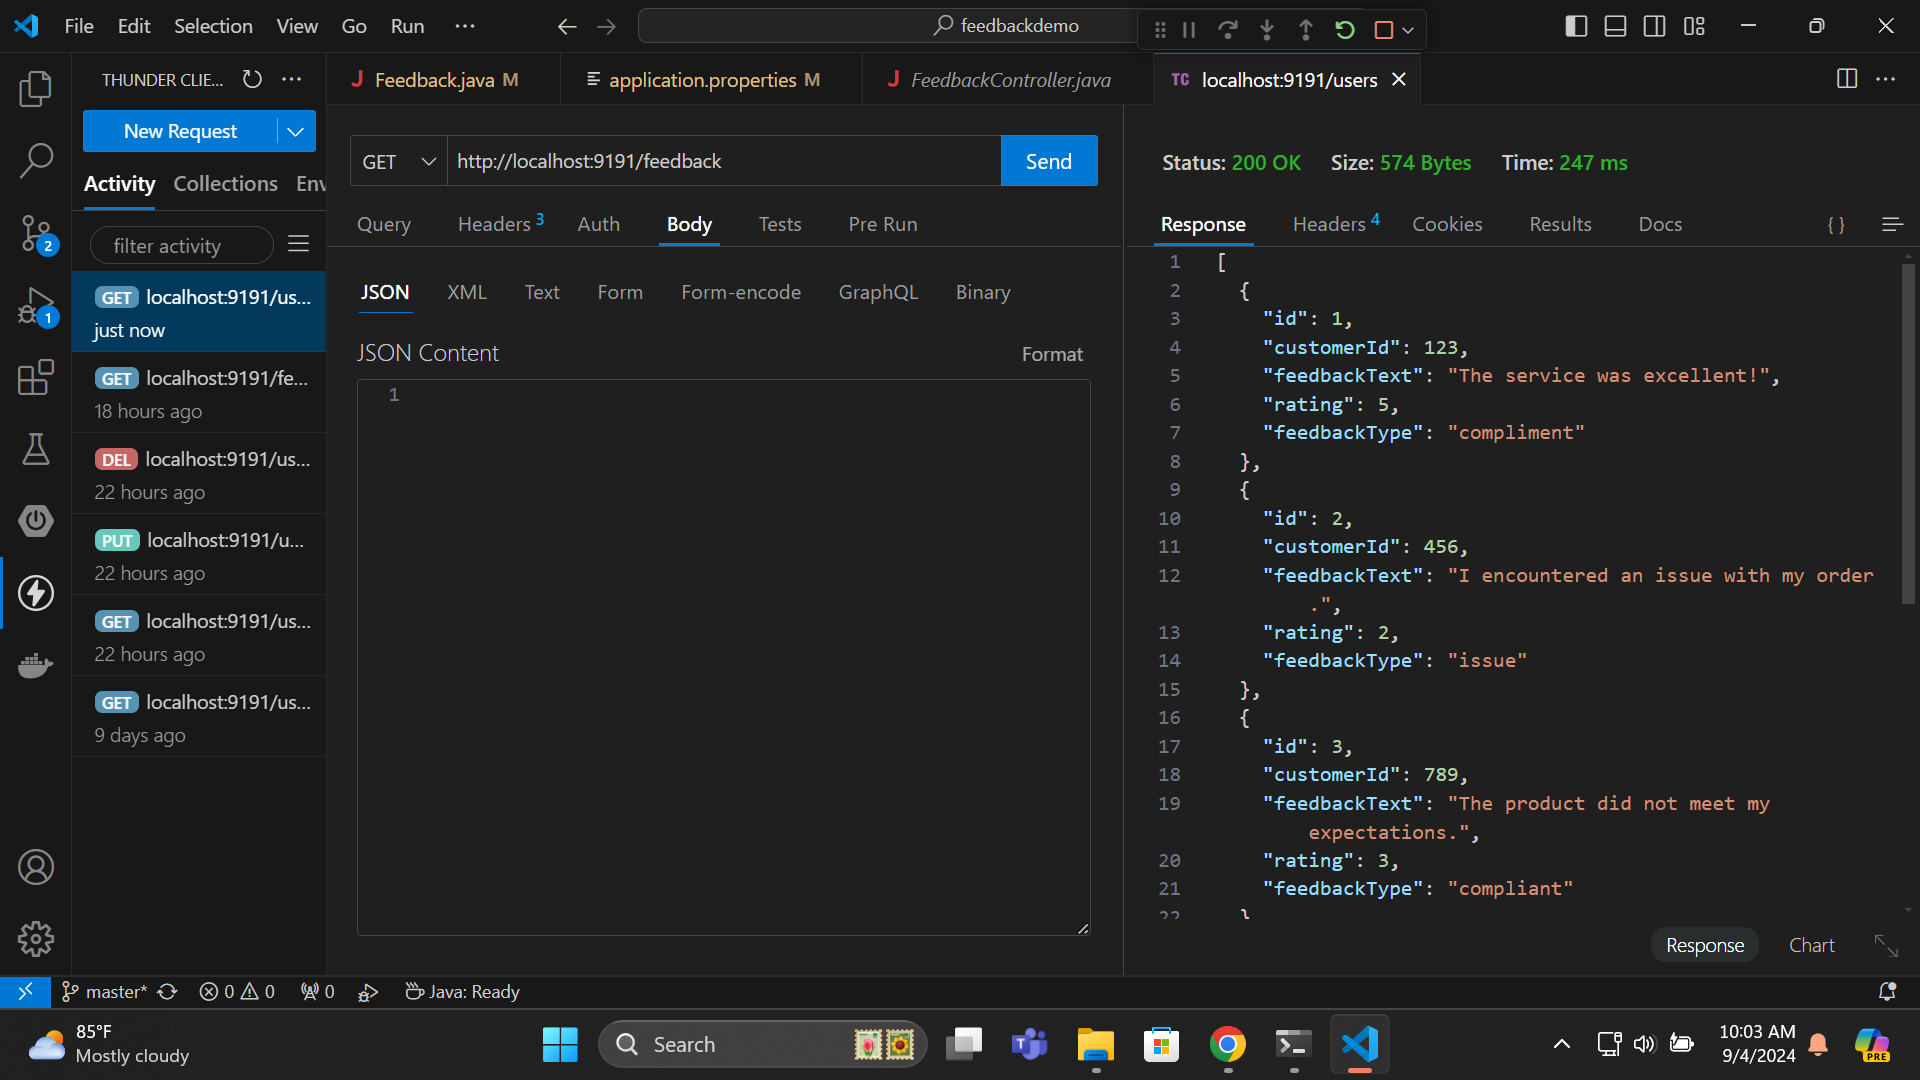 File Edit Selection View Go Run ··· feedbackdemo
THUNDER CLIE... ··· J Feedback.java M application.properties M J FeedbackController.java TC localhost:9191/users
New Request
Activity Collections Env
filter activity
GET localhost:9191/us...
just now
GET localhost:9191/fe...
18 hours ago
DEL localhost:9191/us...
22 hours ago
PUT localhost:9191/u...
22 hours ago
GET localhost:9191/us...
22 hours ago
GET localhost:9191/us...
9 days ago
GET http://localhost:9191/feedback Send
Query Headers 3 Auth Body Tests Pre Run
JSON XML Text Form Form-encode GraphQL Binary
JSON Content Format
1
Status: 200 OK Size: 574 Bytes Time: 247 ms
Response Headers 4 Cookies Results Docs { }
1 [
2 {
3 "id": 1,
4 "customerId": 123,
5 "feedbackText": "The service was excellent!",
6 "rating": 5,
7 "feedbackType": "compliment"
8 },
9 {
10 "id": 2,
11 "customerId": 456,
12 "feedbackText": "I encountered an issue with my order
.",
13 "rating": 2,
14 "feedbackType": "issue"
15 },
16 {
17 "id": 3,
18 "customerId": 789,
19 "feedbackText": "The product did not meet my
expectations.",
20 "rating": 3,
21 "feedbackType": "compliant"
22 }
Response Chart
2
1
master* 0 0 0 Java: Ready
85°F
Mostly cloudy
Search
10:03 AM
9/4/2024
PRE